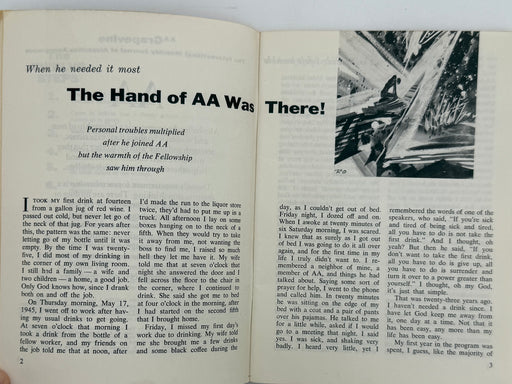 When he needed it most
The Hand of AA Was There!
Personal troubles multiplied
after he joined AA
but the warmth of the Fellowship
saw him through
I TOOK MY first drink at fourteen
from a gallon jug of red wine. I
passed out cold, but never let go of
the neck of that jug. For years after
this, the pattern was the same: never
letting go of my bottle until it was
empty. By the time I was twenty-
five, I did most of my drinking in
the corner of my own living room.
I still had a family — a wife and
two children — a home, a good job.
Only God knows how, since I drank
both on and off the job.
On Thursday morning, May 17,
1945, I went off to work after hav-
ing my usual drinks to get going.
At seven o'clock that morning I
took a drink from the bottle of a
fellow worker, and my friends on
the job told me that at noon, after
I'd made the run to the liquor store
twice, they'd had to put me up in a
truck. All afternoon I lay on some
boxes hanging on to the neck of a
fifth. When they would try to take
it away from me, not wanting the
boss to find me, I raised so much
hell they let me have it. My wife
told me that at seven o'clock that
night she answered the door and I
fell across the floor to the chair in
the corner, where I continued to
drink. She said she got me to bed
at four o'clock in the morning, after
I had started on the second fifth
that I brought home.
Friday, I missed my first day's
work due to drinking. My wife told
me she brought me a few drinks
and some black coffee during the
2
day, as I couldn't get out of bed.
Friday night, I dozed off and on.
When I awoke at twenty minutes of
six Saturday morning, I was scared.
I knew that as surely as I got out
of bed I was going to do it all over
again, and for the first time in my
life I truly didn't want to. I re-
membered a neighbor of mine, a
member of AA, and things he had
talked about. Saying some sort of
prayer for help, I went to the phone
and called him. In twenty minutes
he was sitting on the edge of my
bed with a coat and a pair of pants
over his pajamas. He talked to me
for a little while, asked if I would
go to a meeting that night. I said
yes. I was sick, and shaking very
badly. I heard very little, yet I
remembered the words of one of the
speakers, who said, "If you're sick
and tired of being sick and tired,
all you have to do is not take the
first drink." And I thought, oh
yeah? But then he said, "If you
don't want to take the first drink,
all you have to do is give up, all
you have to do is surrender and
turn it over to a power greater than
yourself." I thought, oh my God,
it's just that simple.
That was twenty-three years ago.
I haven't needed a drink since. I
have let God keep me away from
it, one day at a time. Not that it
has been easy, any more than my
life has been easy.
My first year in the program was
spent, I guess, like the majority of
3